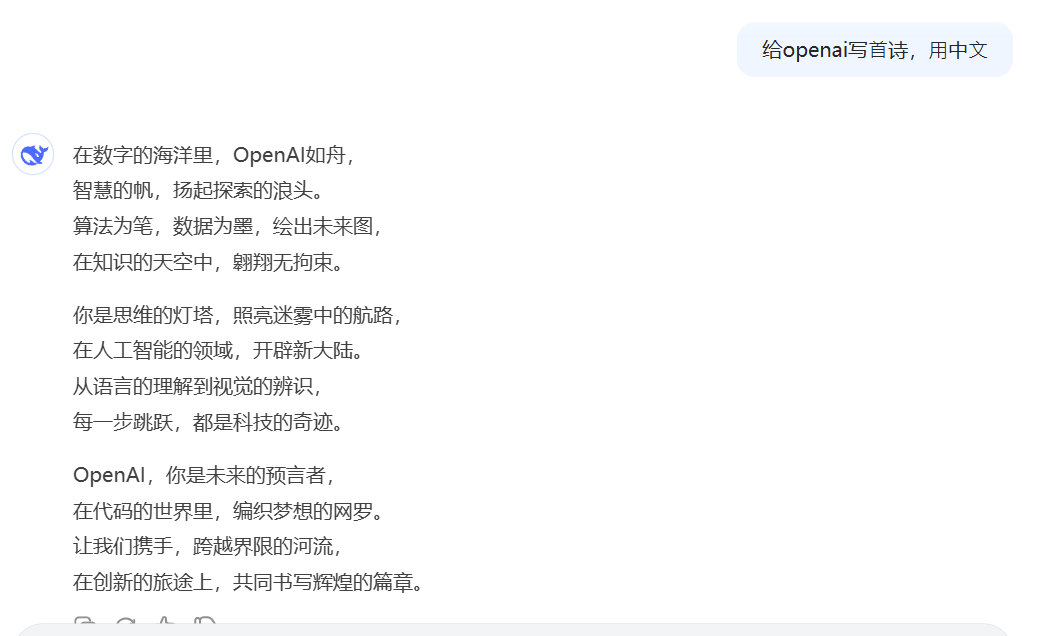 给openai写首诗，用中文
在数字的海洋里，OpenAI如舟，
智慧的帆，扬起探索的浪头。
算法为笔，数据为墨，绘出未来图，
在知识的天空中，翱翔无拘束。
你是思维的灯塔，照亮迷雾中的航路，
在人工智能的领域，开辟新大陆。
从语言的理解到视觉的辨识，
每一步跳跃，都是科技的奇迹。
OpenAI，你是未来的预言者，
在代码的世界里，编织梦想的网罗。
让我们携手，跨越界限的河流，
在创新的旅途上，共同书写辉煌的篇章。